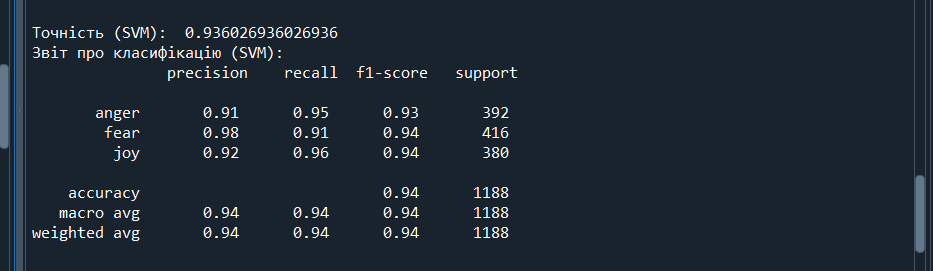 Точність (SVM):  0.936026936026936
Звіт про класифікацію (SVM):
              precision    recall  f1-score   support

       anger       0.91      0.95      0.93       392
        fear       0.98      0.91      0.94       416
         joy       0.92      0.96      0.94       380

    accuracy                           0.94      1188
   macro avg       0.94      0.94      0.94      1188
weighted avg       0.94      0.94      0.94      1188